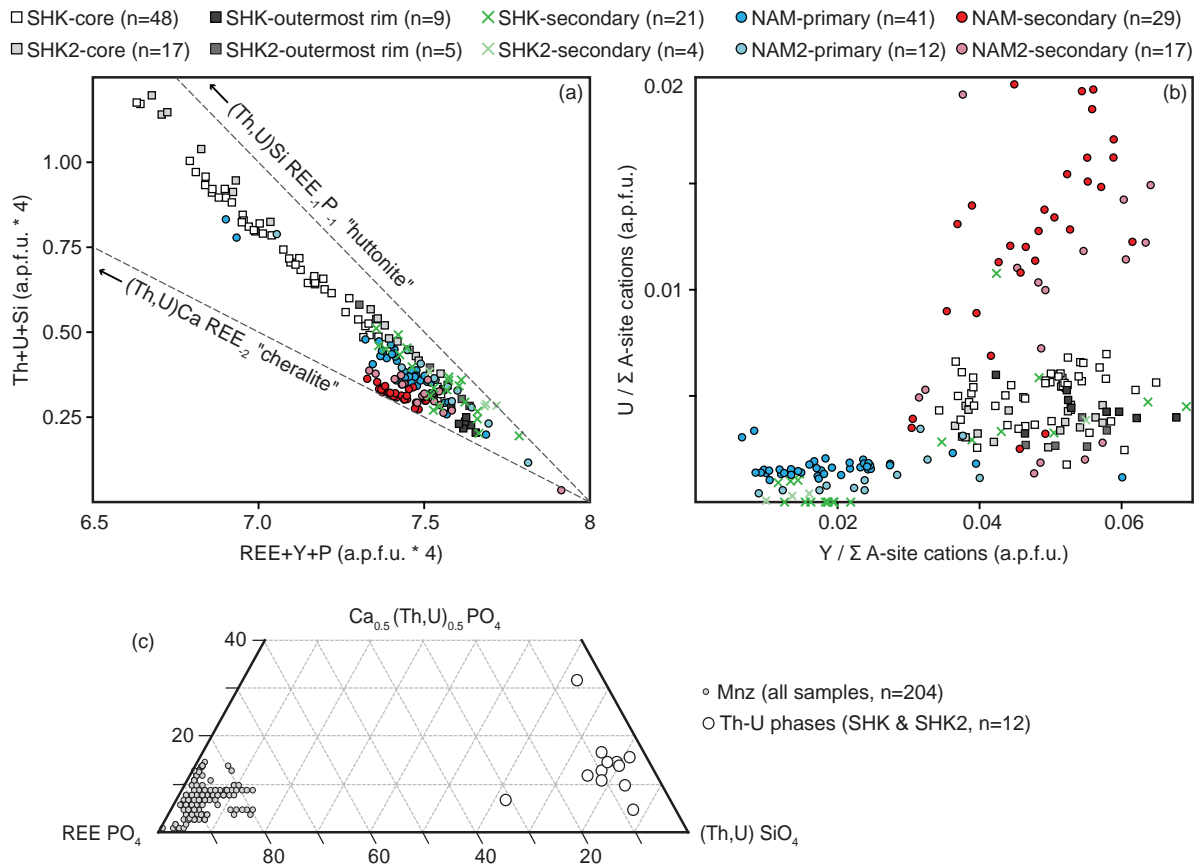 SHK-core (n=48) SHK-outermost rim (n=9) SHK-secondary (n=21) NAM-primary (n=41) NAM-secondary (n=29)
SHK2-core (n=17) SHK2-outermost rim (n=5) SHK2-secondary (n=4) NAM2-primary (n=12) NAM2-secondary (n=17)
(a)
(Th,U)Si REE₋₁P₋₁ "huttonite"
(Th,U)Ca REE₋₂ "cheralite"
1.00
0.75
0.50
0.25
Th+U+Si (a.p.f.u. * 4)
6.5 7.0 7.5 8
REE+Y+P (a.p.f.u. * 4)
(b)
0.02
0.01
U / Σ A-site cations (a.p.f.u.)
0.02 0.04 0.06
Y / Σ A-site cations (a.p.f.u.)
(c)
Ca₀.₅ (Th,U)₀.₅ PO₄
40
20
REE PO₄
(Th,U) SiO₄
80 60 40 20
Mnz (all samples, n=204)
Th-U phases (SHK & SHK2, n=12)